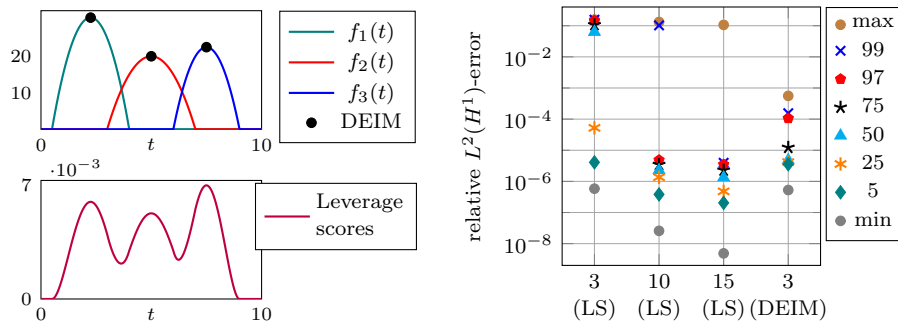 20
10
0
t
10
f₁(t)
f₂(t)
f₃(t)
DEIM
·10⁻³
7
0
0
t
10
Leverage
scores
relative L²(H¹)-error
10⁻²
10⁻⁴
10⁻⁶
10⁻⁸
3
(LS)
10
(LS)
15
(LS)
3
(DEIM)
max
99
97
75
50
25
5
min